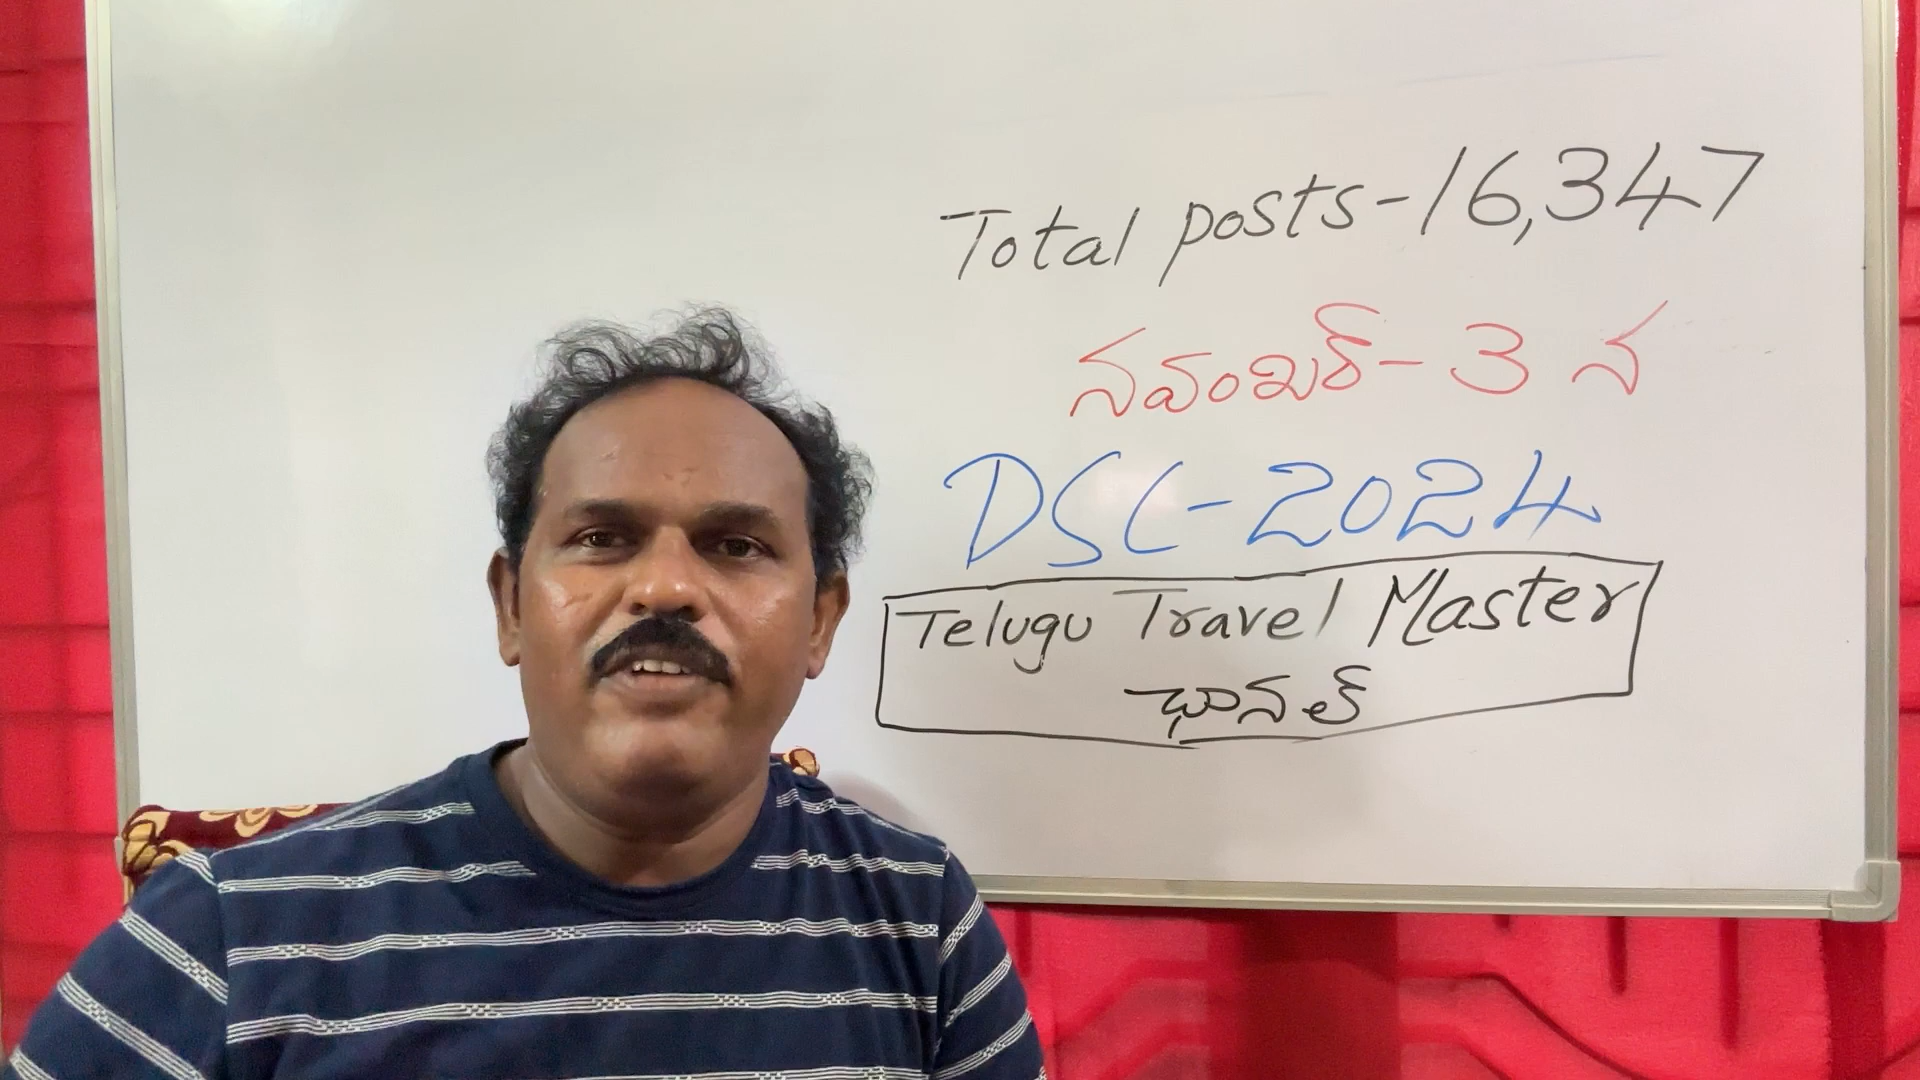 Total posts-16,347
నవంబర్-3 న
DSC-2024
Telugu Travel Master
ఛానల్